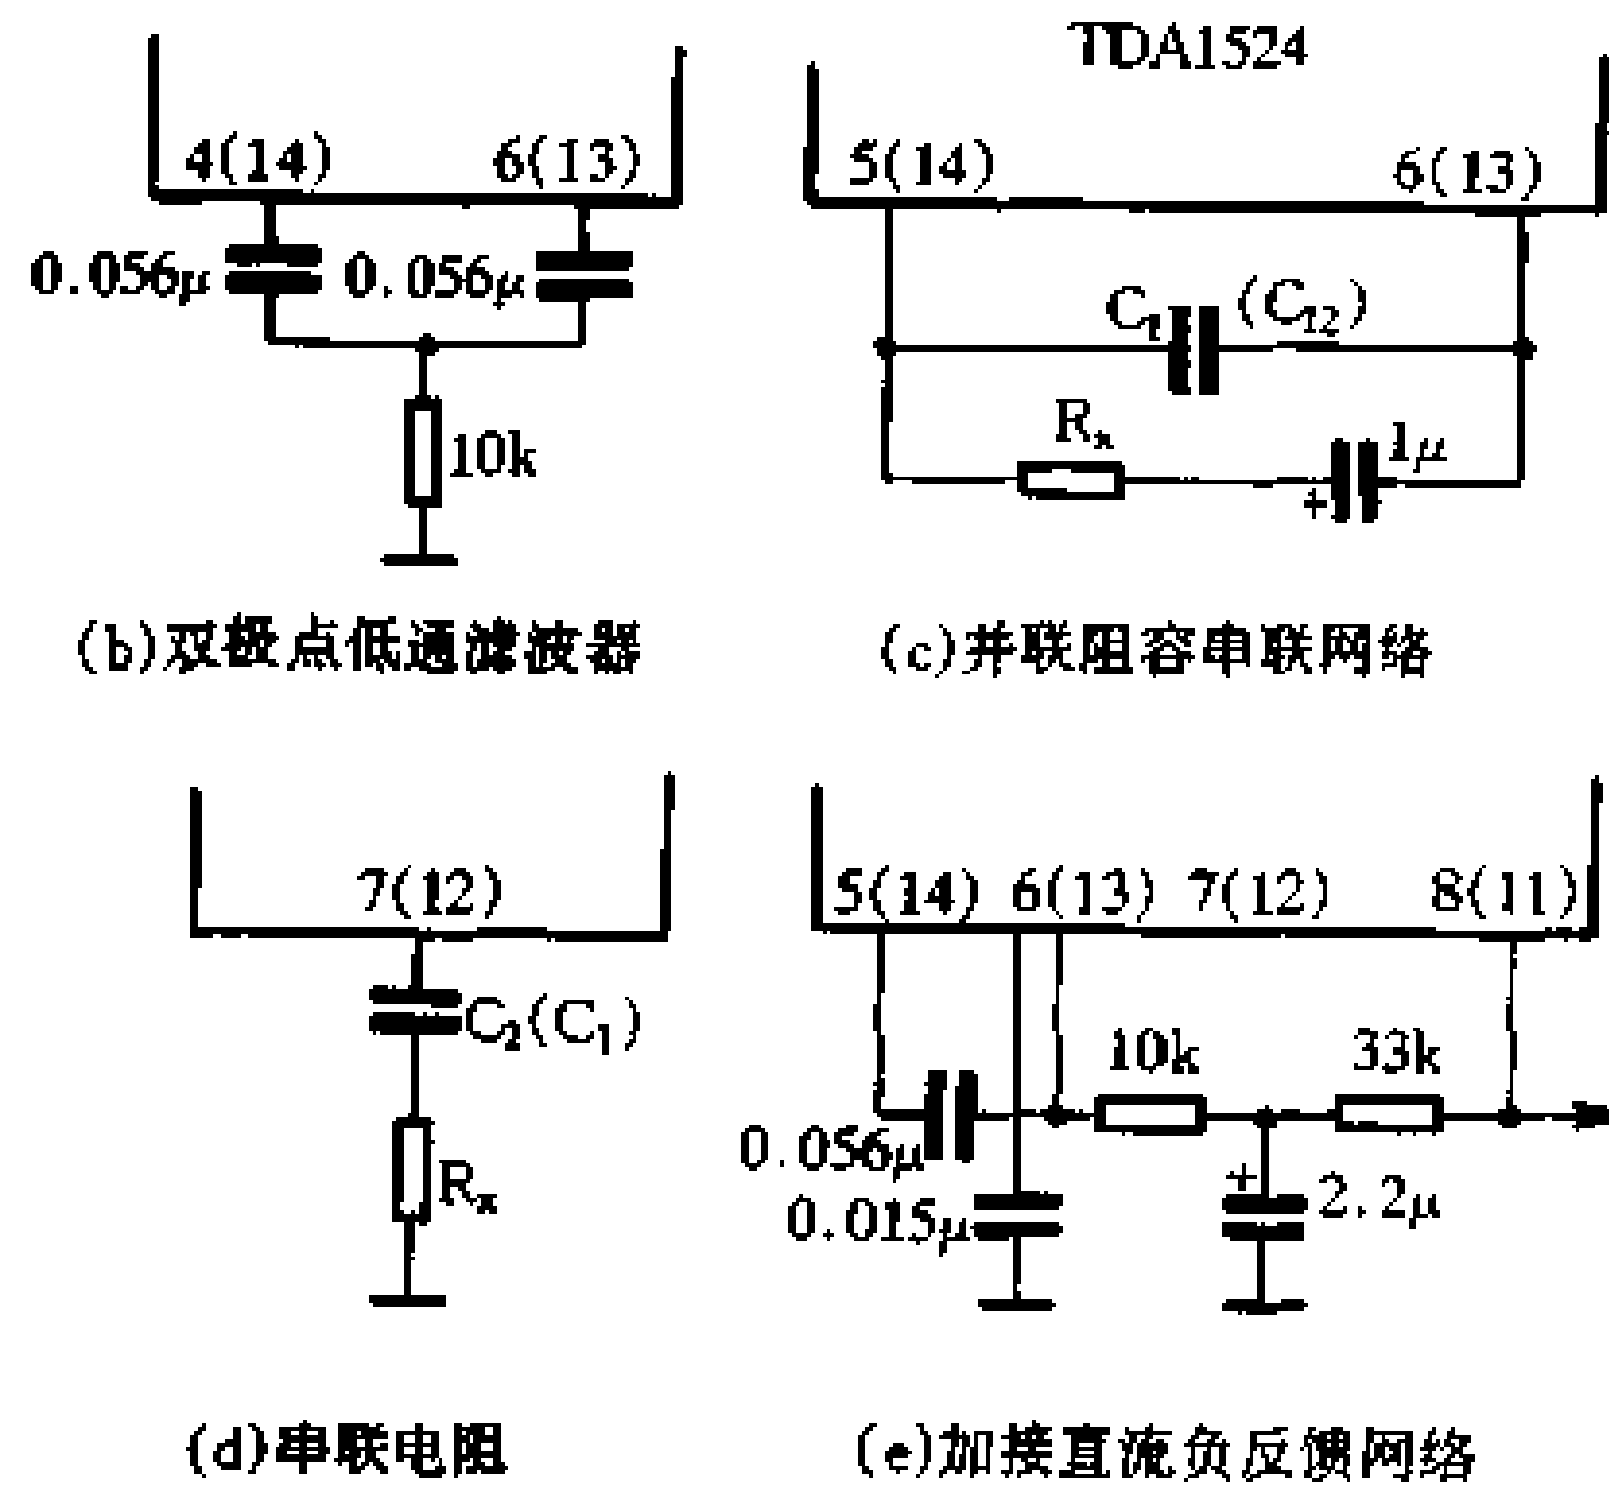 TDA1524
4(14) 6(13)
5(14) 6(13)
0.056μ 0.056μ
10k
C₁ (C₁₂)
Rₓ 1μ
+
(b)双极点低通滤波器
(c)并联阻容串联网络
7(12)
C₂(C₁)
Rₓ
5(14) 6(13) 7(12) 8(11)
10k 33k
0.056μ
0.015μ
+ 2.2μ
(d)串联电阻
(e)加接直流负反馈网络